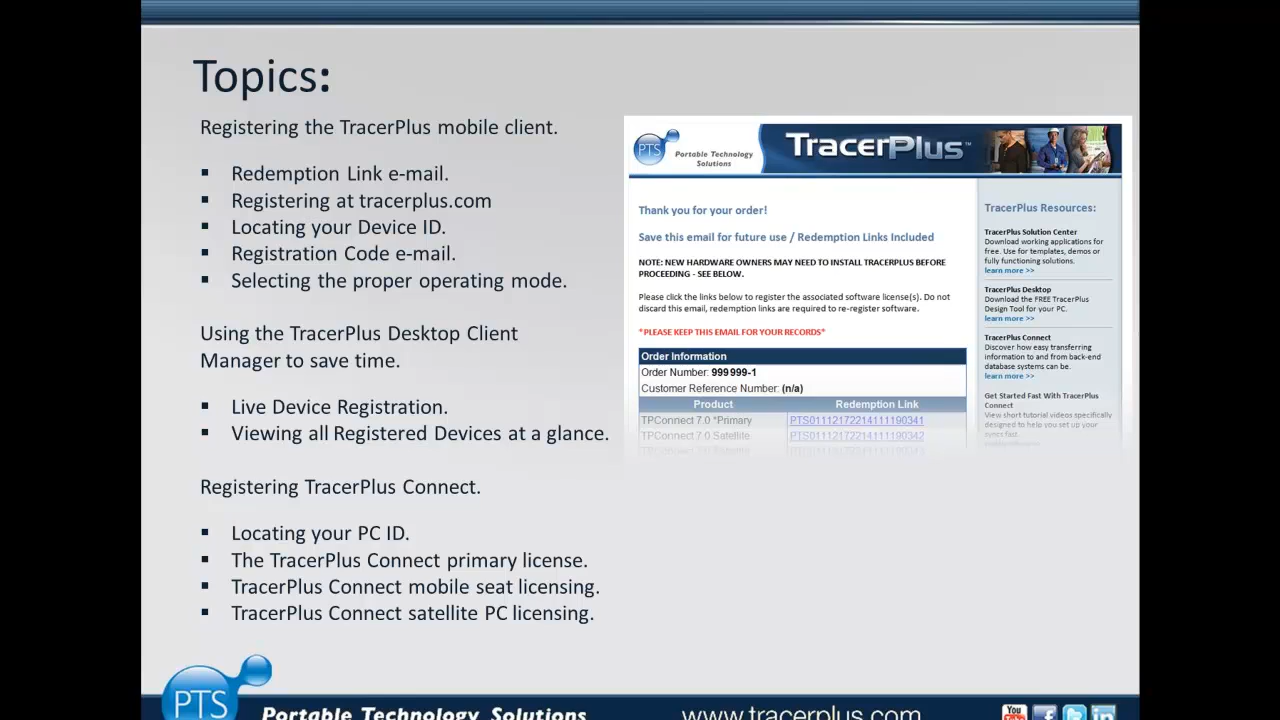 Topics:
Registering the TracerPlus mobile client.
▪ Redemption Link e-mail.
▪ Registering at tracerplus.com
▪ Locating your Device ID.
▪ Registration Code e-mail.
▪ Selecting the proper operating mode.
Using the TracerPlus Desktop Client
Manager to save time.
▪ Live Device Registration.
▪ Viewing all Registered Devices at a glance.
Registering TracerPlus Connect.
▪ Locating your PC ID.
▪ The TracerPlus Connect primary license.
▪ TracerPlus Connect mobile seat licensing.
▪ TracerPlus Connect satellite PC licensing.
PTS
Portable Technology
Solutions
TracerPlus™
Thank you for your order!
Save this email for future use / Redemption Links Included
NOTE: NEW HARDWARE OWNERS MAY NEED TO INSTALL TRACERPLUS BEFORE
PROCEEDING - SEE BELOW.
Please click the links below to register the associated software license(s). Do not
discard this email, redemption links are required to re-register software.
*PLEASE KEEP THIS EMAIL FOR YOUR RECORDS*
Order Information
Order Number: 999999-1
Customer Reference Number: (n/a)
Product Redemption Link
TPConnect 7.0 *Primary PTS01112172214111190341
TPConnect 7.0 Satellite PTS01112172214111190342
TracerPlus Resources:
TracerPlus Solution Center
Download working applications for
free. Use for templates, demos or
fully functioning solutions.
learn more >>
TracerPlus Desktop
Download the FREE TracerPlus
Design Tool for your PC.
learn more >>
TracerPlus Connect
Discover how easy transferring
information to and from back-end
database systems can be.
learn more >>
Get Started Fast With TracerPlus
Connect
View short tutorial videos specifically
designed to help you set up your
syncs fast.
PTS
Portable Technology Solutions
www.tracerplus.com
You